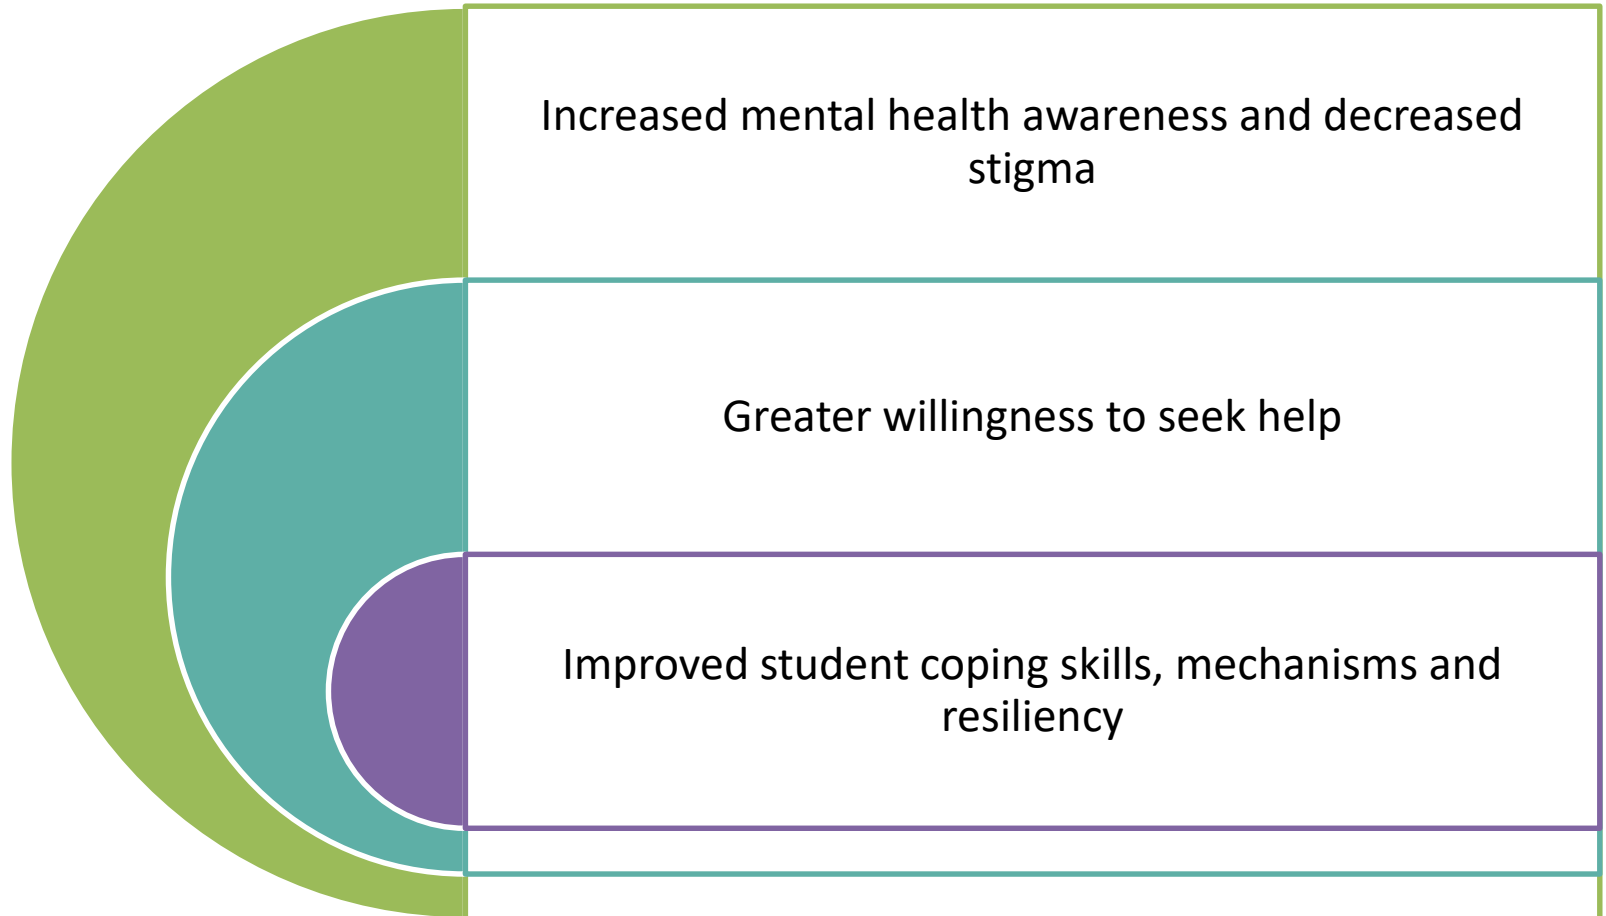 Increased mental health awareness and decreased
stigma
Greater willingness to seek help
Improved student coping skills, mechanisms and
resiliency